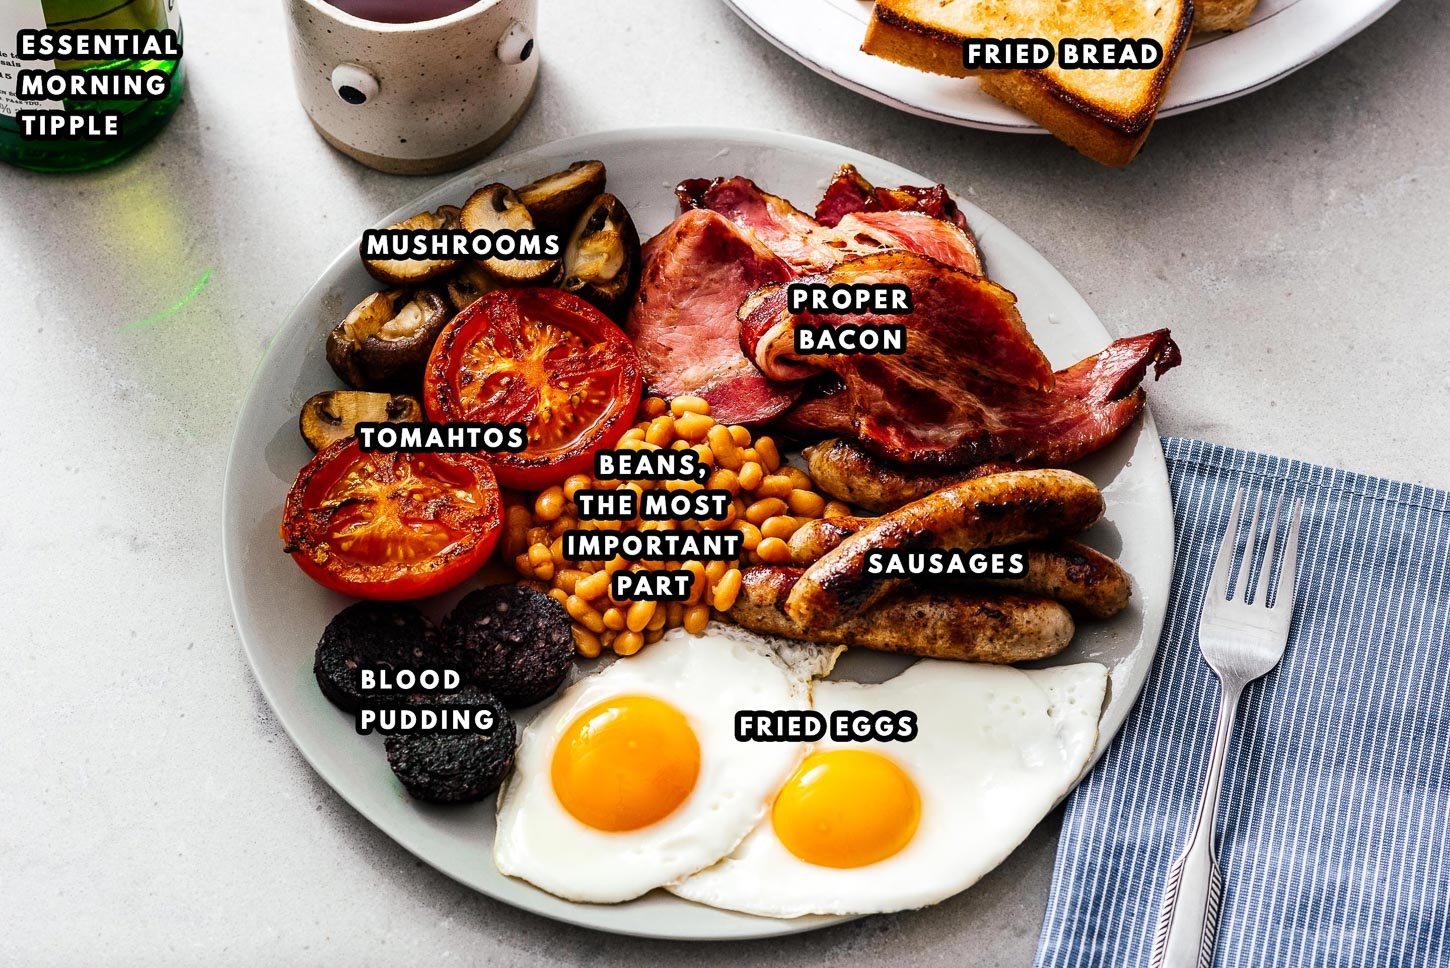 ESSENTIAL
MORNING
TIPPLE
FRIED BREAD
MUSHROOMS
PROPER
BACON
TOMAHTOS
BEANS,
THE MOST
IMPORTANT
PART
SAUSAGES
BLOOD
PUDDING
FRIED EGGS